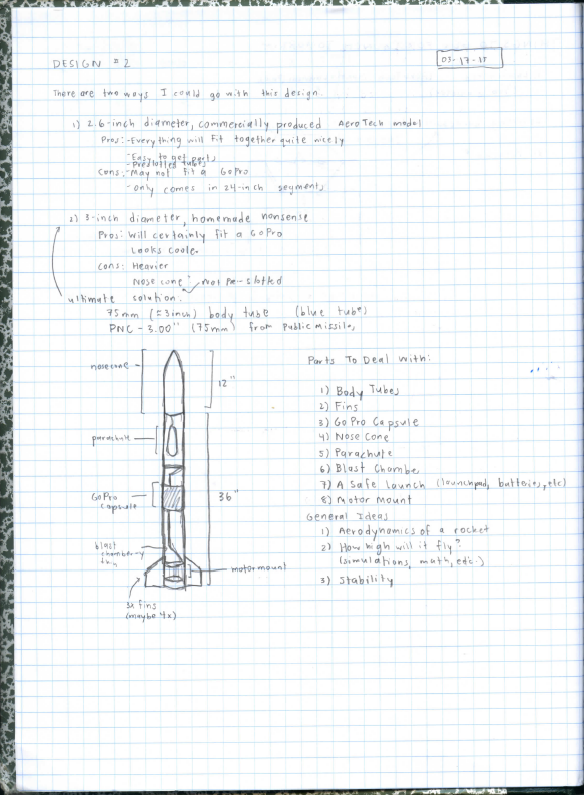 DESIGN #2
03-17-15
There are two ways I could go with this design.
1) 2.6-inch diameter, commercially produced AeroTech model
Pros: -Everything will fit together quite nicely
-Easy to get parts
-Preslotted tubes
Cons: -May not fit a GoPro
-only comes in 24-inch segments
2) 3-inch diameter, homemade nonsense
Pros: Will certainly fit a GoPro
Looks cooler
Cons: Heavier
Nose cone Not Pre-slotted
ultimate solution:
75mm (≈3inch) body tube (blue tube)
PNC-3.00" (75mm) from Public Missiles
nosecone
12"
parachute
GoPro
capsule
36"
blast
chamber
motormount
3x fins
(maybe 4x)
Parts To Deal With:
1) Body Tubes
2) Fins
3) GoPro Capsule
4) Nose Cone
5) Parachute
6) Blast Chamber
7) A Safe Launch (launchpad, batteries, etc)
8) Motor Mount
General Ideas
1) Aerodynamics of a rocket
2) How high will it fly?
(simulations, math, etc.)
3) Stability